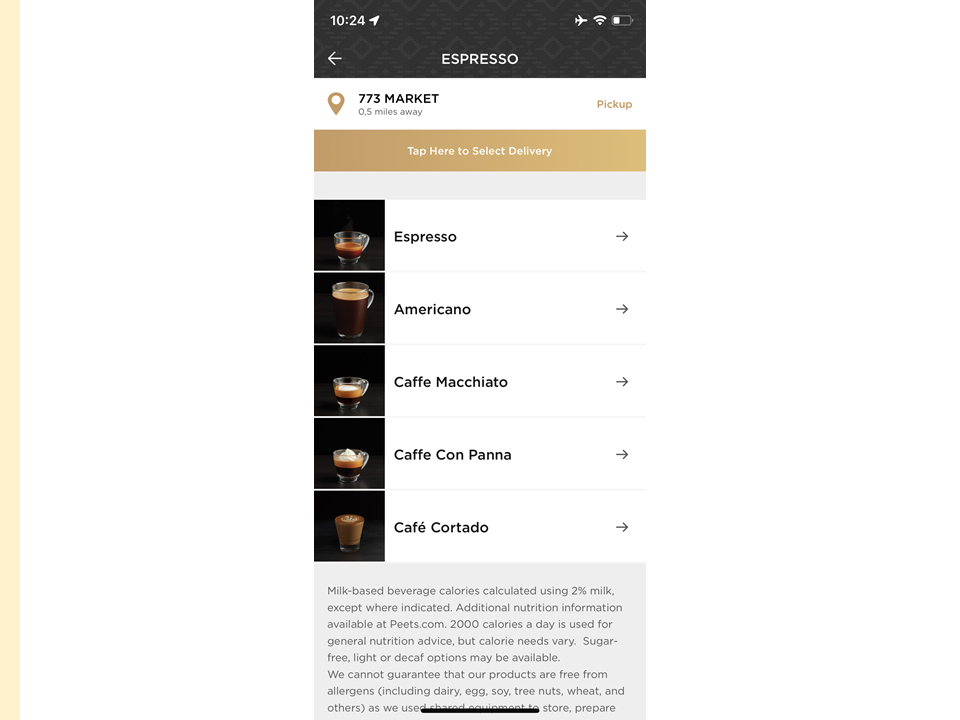 10:24
ESPRESSO
773 MARKET
0,5 miles away
Pickup
Tap Here to Select Delivery
Espresso
Americano
Caffe Macchiato
Caffe Con Panna
Café Cortado
Milk-based beverage calories calculated using 2% milk,
except where indicated. Additional nutrition information
available at Peets.com. 2000 calories a day is used for
general nutrition advice, but calorie needs vary. Sugar-
free, light or decaf options may be available.
We cannot guarantee that our products are free from
allergens (including dairy, egg, soy, tree nuts, wheat, and
others) as we used shared equipment to store, prepare